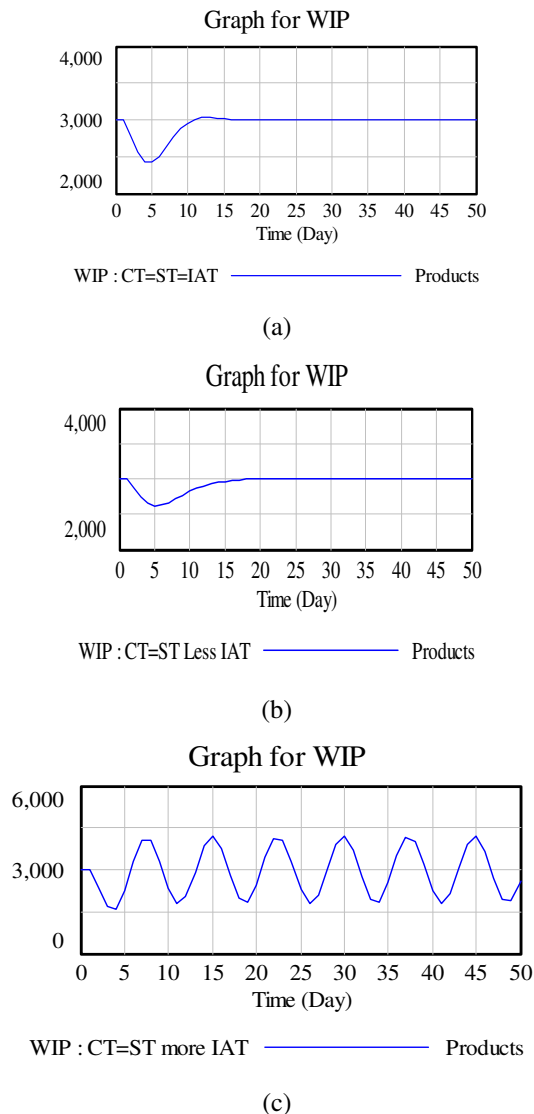 Graph for WIP
4,000
3,000
2,000
0 5 10 15 20 25 30 35 40 45 50
Time (Day)
WIP : CT=ST=IAT Products
(a)
Graph for WIP
4,000
2,000
0 5 10 15 20 25 30 35 40 45 50
Time (Day)
WIP : CT=ST Less IAT Products
(b)
Graph for WIP
6,000
3,000
0
0 5 10 15 20 25 30 35 40 45 50
Time (Day)
WIP : CT=ST more IAT Products
(c)